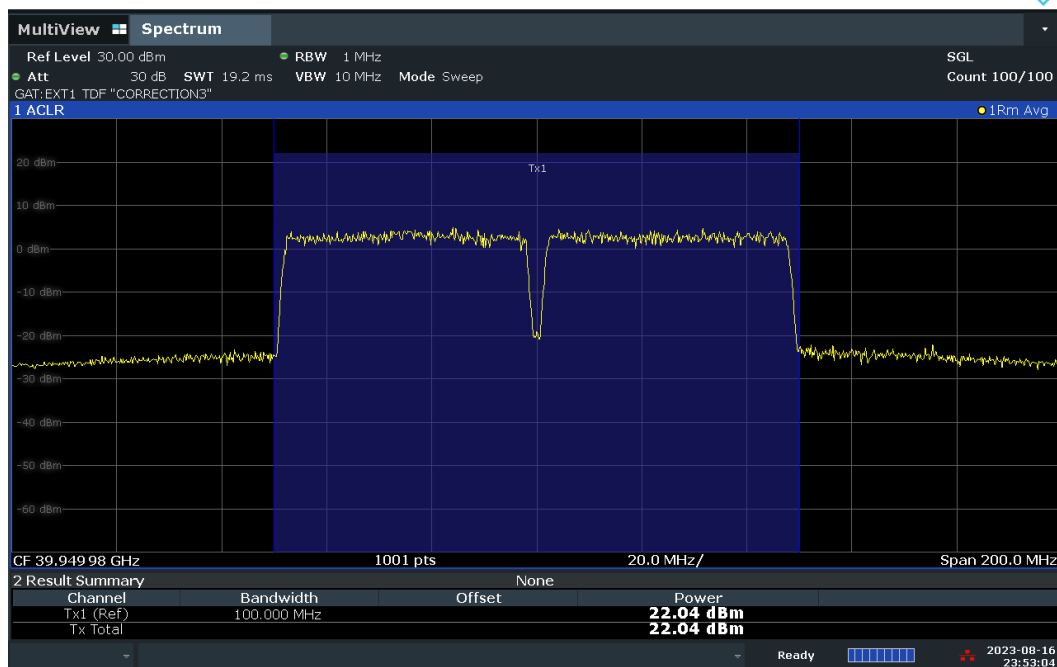 MultiView Spectrum
Ref Level 30.00 dBm RBW 1 MHz SGL
Att 30 dB SWT 19.2 ms VBW 10 MHz Mode Sweep Count 100/100
GAT:EXT1 TDF "CORRECTION3"
1 ACLR 1Rm Avg
Tx1
20 dBm
10 dBm
0 dBm
-10 dBm
-20 dBm
-30 dBm
-40 dBm
-50 dBm
-60 dBm
CF 39.94998 GHz 1001 pts 20.0 MHz/ Span 200.0 MHz
2 Result Summary None
Channel Bandwidth Offset Power
Tx1 (Ref) 100.000 MHz 22.04 dBm
Tx Total 22.04 dBm
Ready 2023-08-16
23:53:04